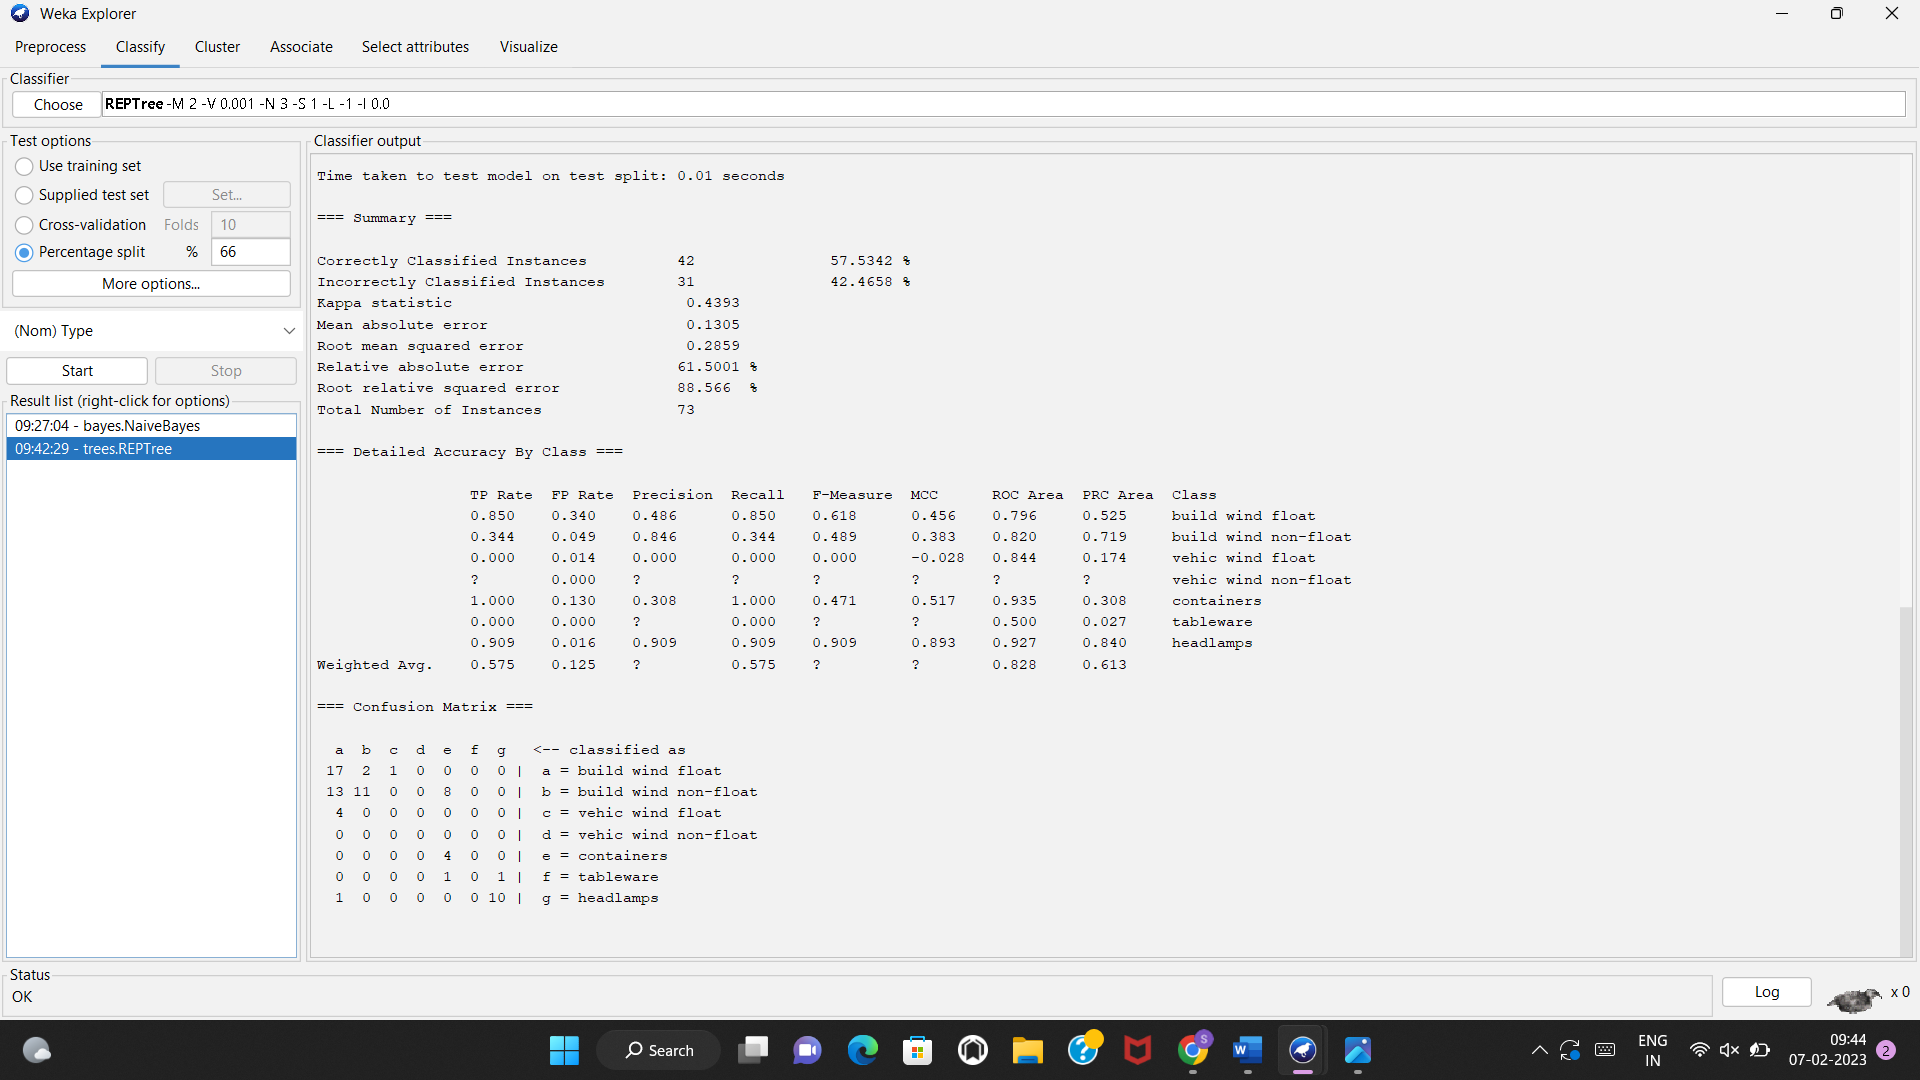 Weka Explorer
Preprocess Classify Cluster Associate Select attributes Visualize
Classifier
Choose REPTree -M 2 -V 0.001 -N 3 -S 1 -L -1 -I 0.0
Test options
Use training set
Supplied test set Set...
Cross-validation Folds 10
Percentage split % 66
More options...
(Nom) Type
Start Stop
Result list (right-click for options)
09:27:04 - bayes.NaiveBayes
09:42:29 - trees.REPTree
Classifier output
Time taken to test model on test split: 0.01 seconds
=== Summary ===
Correctly Classified Instances 42 57.5342 %
Incorrectly Classified Instances 31 42.4658 %
Kappa statistic 0.4393
Mean absolute error 0.1305
Root mean squared error 0.2859
Relative absolute error 61.5001 %
Root relative squared error 88.566 %
Total Number of Instances 73
=== Detailed Accuracy By Class ===
TP Rate FP Rate Precision Recall F-Measure MCC ROC Area PRC Area Class
0.850 0.340 0.486 0.850 0.618 0.456 0.796 0.525 build wind float
0.344 0.049 0.846 0.344 0.489 0.383 0.820 0.719 build wind non-float
0.000 0.014 0.000 0.000 0.000 -0.028 0.844 0.174 vehic wind float
? 0.000 ? ? ? ? ? ? vehic wind non-float
1.000 0.130 0.308 1.000 0.471 0.517 0.935 0.308 containers
0.000 0.000 ? 0.000 ? ? 0.500 0.027 tableware
0.909 0.016 0.909 0.909 0.909 0.893 0.927 0.840 headlamps
Weighted Avg. 0.575 0.125 ? 0.575 ? ? 0.828 0.613
=== Confusion Matrix ===
a b c d e f g <-- classified as
17 2 1 0 0 0 0 | a = build wind float
13 11 0 0 8 0 0 | b = build wind non-float
4 0 0 0 0 0 0 | c = vehic wind float
0 0 0 0 0 0 0 | d = vehic wind non-float
0 0 0 0 4 0 0 | e = containers
0 0 0 0 1 0 1 | f = tableware
1 0 0 0 0 0 10 | g = headlamps
Status
OK
Log x 0
Search
S
W
ENG
IN
09:44
07-02-2023
2